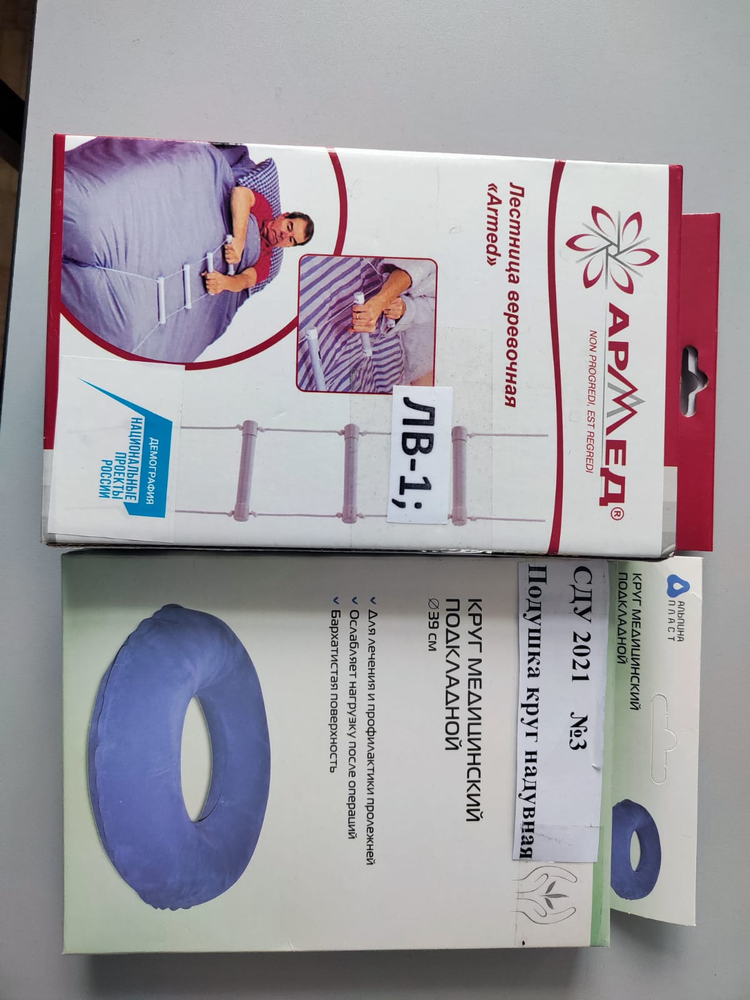 АРМЕД®
NON PROGREDI, EST REGREDI
Лестница веревочная
«Armed»
ЛВ-1;
ДЕМОГРАФИЯ
НАЦИОНАЛЬНЫЕ
ПРОЕКТЫ
РОССИИ
АЛЬПИНА
ПЛАСТ
КРУГ МЕДИЦИНСКИЙ
ПОДКЛАДНОЙ
СДУ 2021 №3
Подушка круг надувная
КРУГ МЕДИЦИНСКИЙ
ПОДКЛАДНОЙ
Ø39 см
Для лечения и профилактики пролежней
Ослабляет нагрузку после операций
Бархатистая поверхность